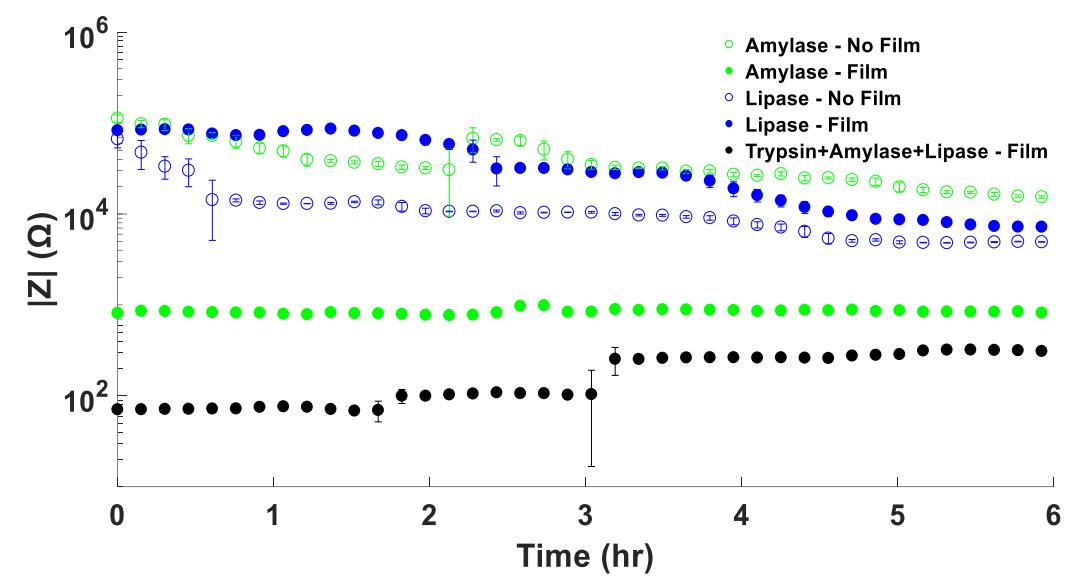 10^6
10^4
10^2
|Z| (Ω)
Amylase - No Film
Amylase - Film
Lipase - No Film
Lipase - Film
Trypsin+Amylase+Lipase - Film
0 1 2 3 4 5 6
Time (hr)